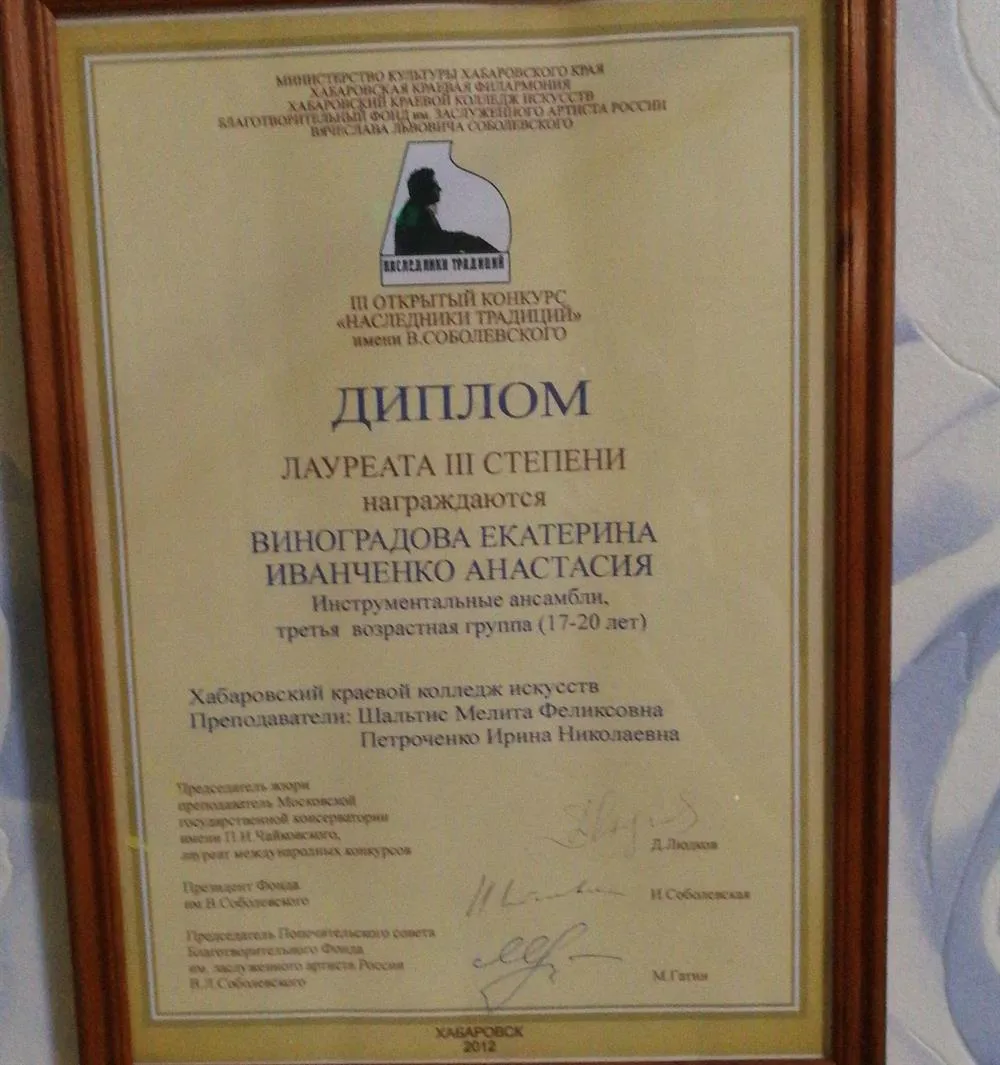 МИНИСТЕРСТВО КУЛЬТУРЫ ХАБАРОВСКОГО КРАЯ
ХАБАРОВСКАЯ КРАЕВАЯ ФИЛАРМОНИЯ
ХАБАРОВСКИЙ КРАЕВОЙ КОЛЛЕДЖ ИСКУССТВ
БЛАГОТВОРИТЕЛЬНЫЙ ФОНД им. ЗАСЛУЖЕННОГО АРТИСТА РОССИИ
ВЯЧЕСЛАВА ЛЬВОВИЧА СОБОЛЕВСКОГО
НАСЛЕДНИКИ ТРАДИЦИЙ
III ОТКРЫТЫЙ КОНКУРС
«НАСЛЕДНИКИ ТРАДИЦИЙ»
имени В.СОБОЛЕВСКОГО
ДИПЛОМ
ЛАУРЕАТА III СТЕПЕНИ
награждаются
ВИНОГРАДОВА ЕКАТЕРИНА
ИВАНЧЕНКО АНАСТАСИЯ
Инструментальные ансамбли,
третья возрастная группа (17-20 лет)
Хабаровский краевой колледж искусств
Преподаватели: Шальтис Мелита Феликсовна
Петроченко Ирина Николаевна
Председатель жюри
преподаватель Московской
государственной консерватории
имени П.И.Чайковского,
лауреат международных конкурсов
Д.Людков
Президент Фонда
им.В.Соболевского
И.Соболевская
Председатель Попечительского совета
Благотворительного Фонда
им. заслуженного артиста России
В.Л.Соболевского
М.Гатин
ХАБАРОВСК
2012